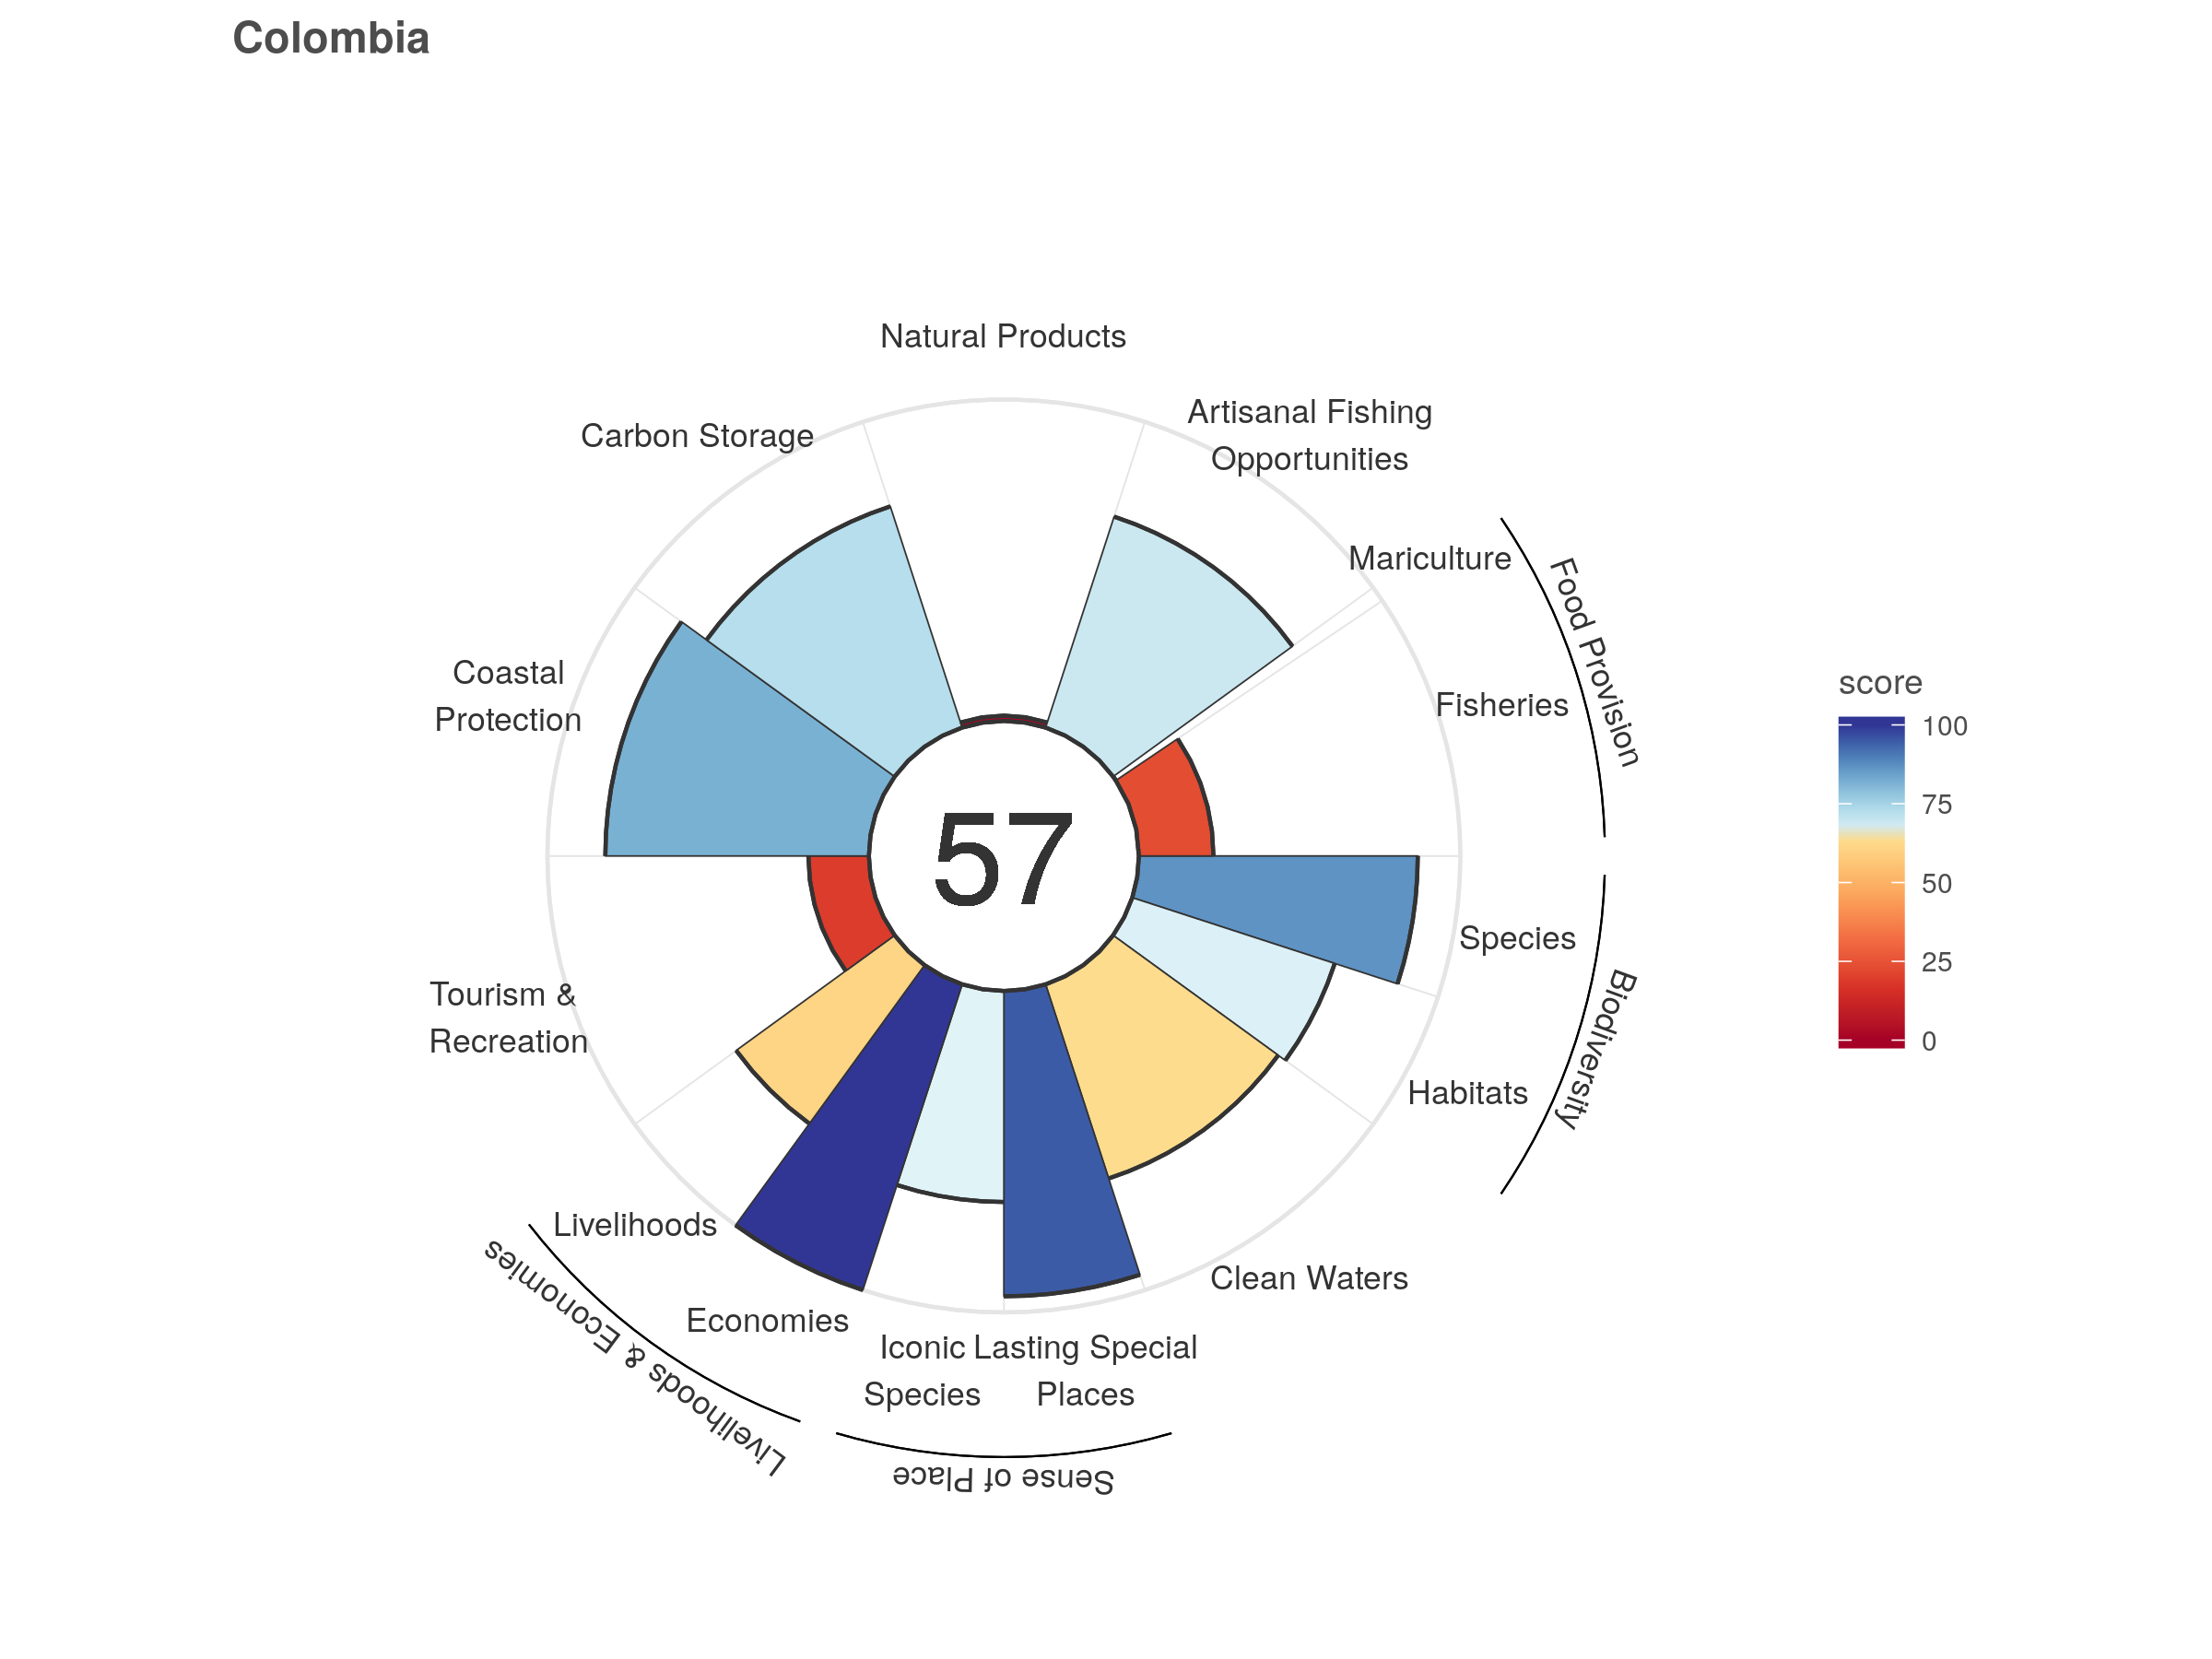 Colombia
Natural Products
Artisanal Fishing
Opportunities
Carbon Storage
Mariculture
Food Provision
Fisheries
Coastal
Protection
57
Species
Biodiversity
Habitats
Tourism &
Recreation
Livelihoods
Livelihoods & Economies
Economies
Clean Waters
Iconic
Species
Lasting Special
Places
Sense of Place
score
100
75
50
25
0